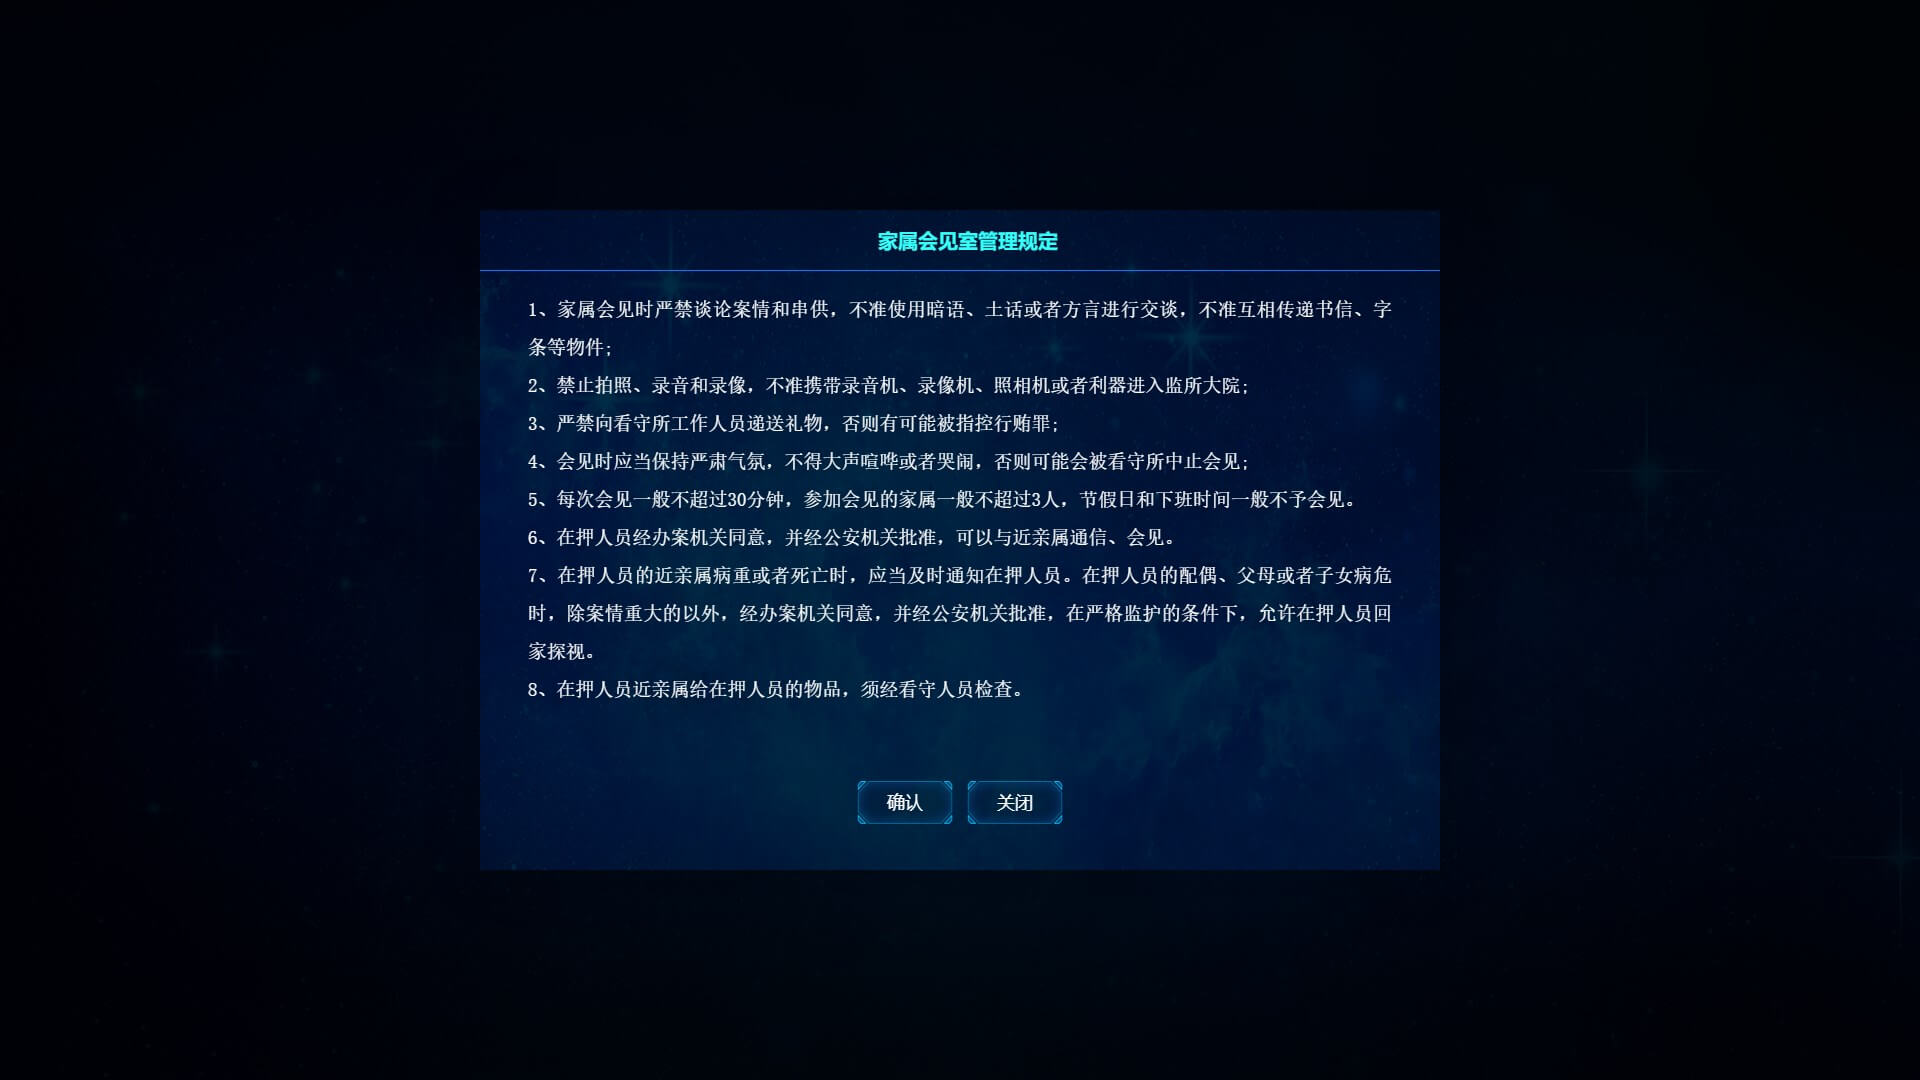 家属会见室管理规定
1、家属会见时严禁谈论案情和串供，不准使用暗语、土话或者方言进行交谈，不准互相传递书信、字
条等物件;
2、禁止拍照、录音和录像，不准携带录音机、录像机、照相机或者利器进入监所大院;
3、严禁向看守所工作人员递送礼物，否则有可能被指控行贿罪;
4、会见时应当保持严肃气氛，不得大声喧哗或者哭闹，否则可能会被看守所中止会见;
5、每次会见一般不超过30分钟，参加会见的家属一般不超过3人，节假日和下班时间一般不予会见。
6、在押人员经办案机关同意，并经公安机关批准，可以与近亲属通信、会见。
7、在押人员的近亲属病重或者死亡时，应当及时通知在押人员。在押人员的配偶、父母或者子女病危
时，除案情重大的以外，经办案机关同意，并经公安机关批准，在严格监护的条件下，允许在押人员回
家探视。
8、在押人员近亲属给在押人员的物品，须经看守人员检查。
确认
关闭